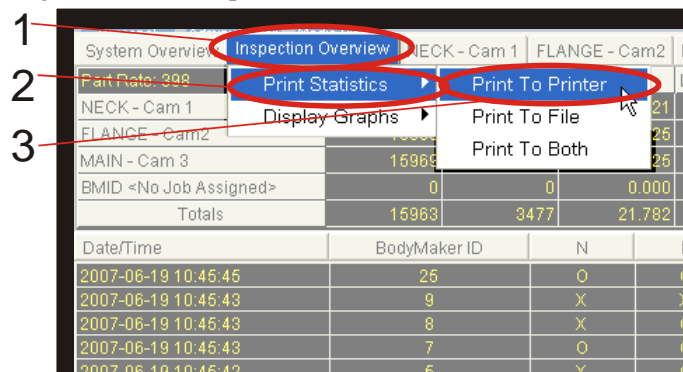 1
System Overview Inspection Overview NECK - Cam 1 FLANGE - Cam2
2
Part Rate: 398 Print Statistics Print To Printer
NECK - Cam 1 Display Graphs Print To File 21
3
FLANGE - Cam2 25
MAIN - Cam 3 15969 Print To Both 25
BMID <No Job Assigned> 0 0 0.000
Totals 15963 3477 21.782
Date/Time BodyMaker ID N
2007-06-19 10:45:45 25 O
2007-06-19 10:45:43 9 X
2007-06-19 10:45:43 8 X
2007-06-19 10:45:43 7 O